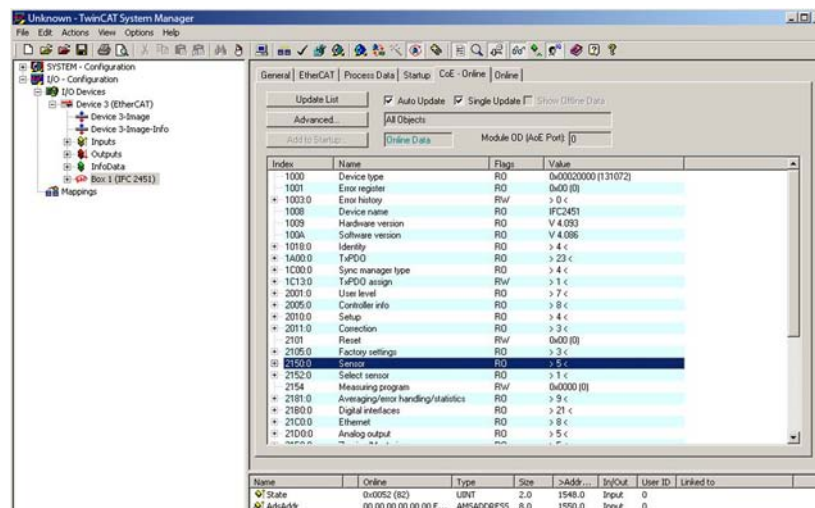 Unknown - TwinCAT System Manager
File Edit Actions View Options Help
SYSTEM - Configuration
I/O - Configuration
I/O Devices
Device 3 (EtherCAT)
Device 3-Image
Device 3-Image-Info
Inputs
Outputs
InfoData
Box 1 (IFC 2451)
Mappings
General EtherCAT Process Data Startup CoE - Online Online
Update List Auto Update Single Update Show Offline Data
Advanced... All Objects
Add to Startup... Online Data Module OD (AoE Port): 0
Index Name Flags Value
1000 Device type RO 0x00020000 (131072)
1001 Error register RO 0x00 (0)
1003:0 Error history RW > 0 <
1008 Device name RO IFC2451
1009 Hardware version RO V 4.093
100A Software version RO V 4.086
1018:0 Identity RO > 4 <
1A00:0 TxPDO RO > 23 <
1C00:0 Sync manager type RO > 4 <
1C13:0 TxPDO assign RW > 1 <
2001:0 User level RO > 7 <
2005:0 Controller info RO > 8 <
2010:0 Setup RO > 4 <
2011:0 Correction RO > 3 <
2101 Reset RW 0x00 (0)
2105:0 Factory settings RO > 3 <
2150:0 Sensor RO > 5 <
2152:0 Select sensor RO > 1 <
2154 Measuring program RW 0x0000 (0)
2181:0 Averaging/error handling/statistics RO > 9 <
21B0:0 Digital interfaces RO > 21 <
21C0:0 Ethernet RO > 8 <
21D0:0 Analog output RO > 5 <
Name Online Type Size >Addr... In/Out User ID Linked to
State 0x0052 (82) UINT 2.0 1548.0 Input 0
AdsAddr 00 00 00 00 00 00 E... AMSADDRESS 8.0 1550.0 Input 0